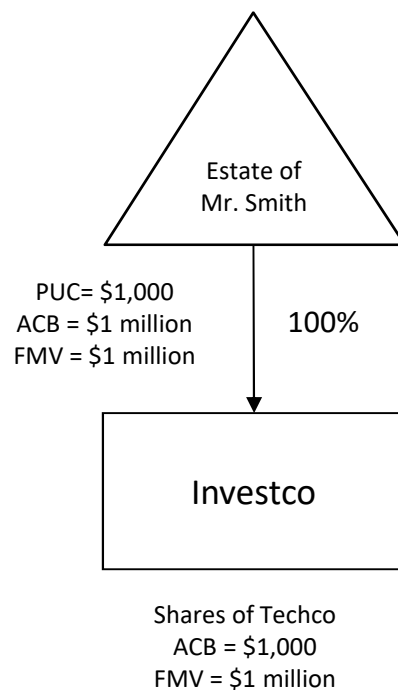 Estate of
Mr. Smith
PUC= $1,000
ACB = $1 million
FMV = $1 million
100%
Investco
Shares of Techco
ACB = $1,000
FMV = $1 million